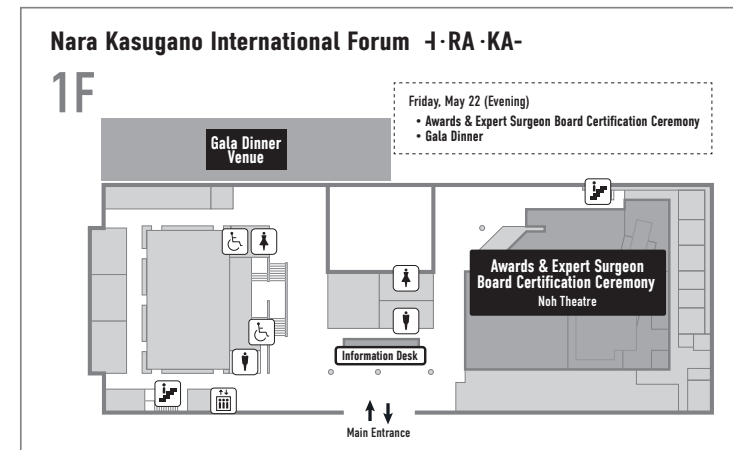 Nara Kasugano International Forum ·RA·KA-
1F
Friday, May 22 (Evening)
• Awards & Expert Surgeon Board Certification Ceremony
• Gala Dinner
Gala Dinner
Venue
Awards & Expert Surgeon
Board Certification Ceremony
Noh Theatre
Information Desk
Main Entrance